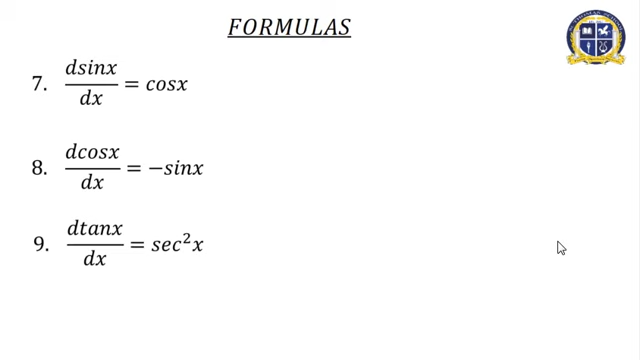 FORMULAS
7. dsinx/dx = cosx
8. dcosx/dx = −sinx
9. dtanx/dx = sec²x